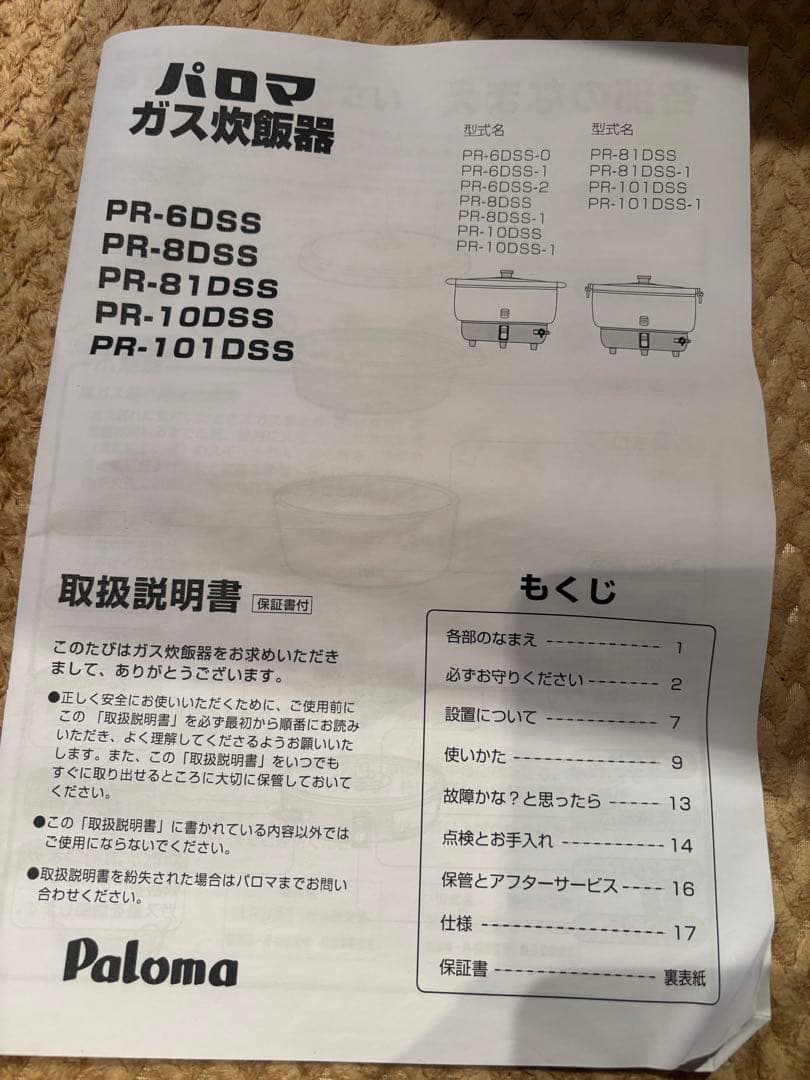 パロマ
ガス炊飯器
PR-6DSS
PR-8DSS
PR-81DSS
PR-10DSS
PR-101DSS
型式名
PR-6DSS-0
PR-6DSS-1
PR-6DSS-2
PR-8DSS
PR-8DSS-1
PR-10DSS
PR-10DSS-1
型式名
PR-81DSS
PR-81DSS-1
PR-101DSS
PR-101DSS-1
取扱説明書 保証書付
このたびはガス炊飯器をお求めいただき
まして、ありがとうございます。
●正しく安全にお使いいただくために、ご使用前に
この「取扱説明書」を必ず最初から順番にお読み
いただき、よく理解してくださるようお願いいた
します。また、この「取扱説明書」をいつでも
すぐに取り出せるところに大切に保管しておいて
ください。
●この「取扱説明書」に書かれている内容以外では
ご使用にならないでください。
●取扱説明書を紛失された場合はパロマまでお問い
合わせください。
Paloma
もくじ
各部のなまえ ----------- 1
必ずお守りください ------- 2
設置について ----------- 7
使いかた -------------- 9
故障かな？と思ったら ----- 13
点検とお手入れ ---------- 14
保管とアフターサービス ---- 16
仕様 ----------------- 17
保証書 --------------- 裏表紙